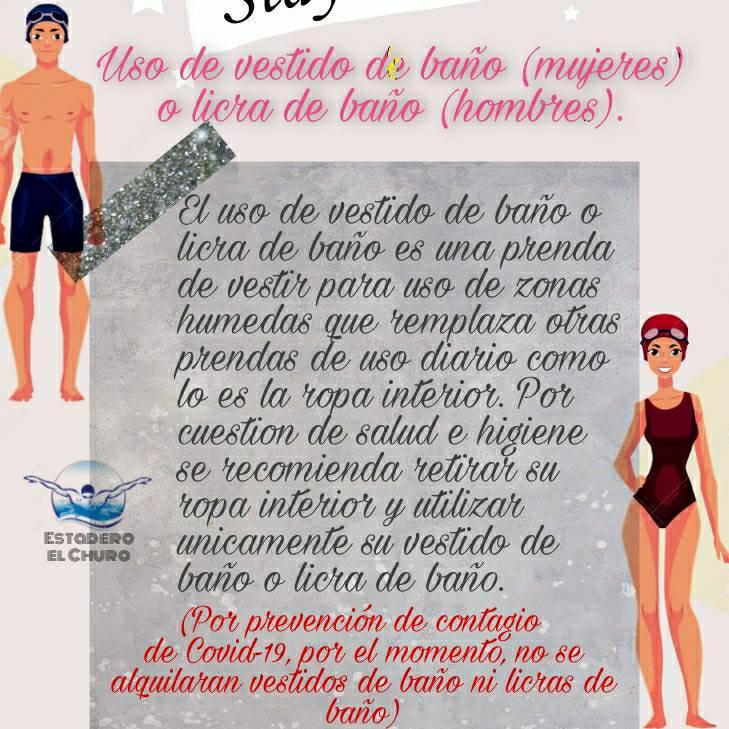 Uso de vestido de baño (mujeres)
o licra de baño (hombres).
El uso de vestido de baño o
licra de baño es una prenda
de vestir para uso de zonas
humedas que remplaza otras
prendas de uso diario como
lo es la ropa interior. Por
cuestion de salud e higiene
se recomienda retirar su
ropa interior y utilizar
unicamente su vestido de
baño o licra de baño.
ESTADERO
EL CHURO
(Por prevención de contagio
de Covid-19, por el momento, no se
alquilaran vestidos de baño ni licras de
baño)